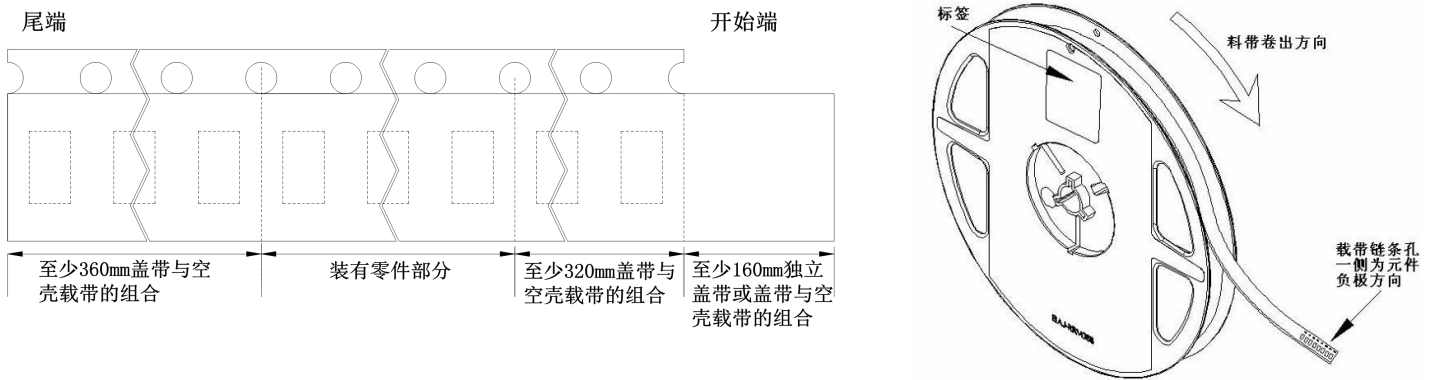 尾端
开始端
至少360mm盖带与空
壳载带的组合
装有零件部分
至少320mm盖带与
空壳载带的组合
至少160mm独立
盖带或盖带与空
壳载带的组合
标签
料带卷出方向
载带链条孔
一侧为元件
负极方向